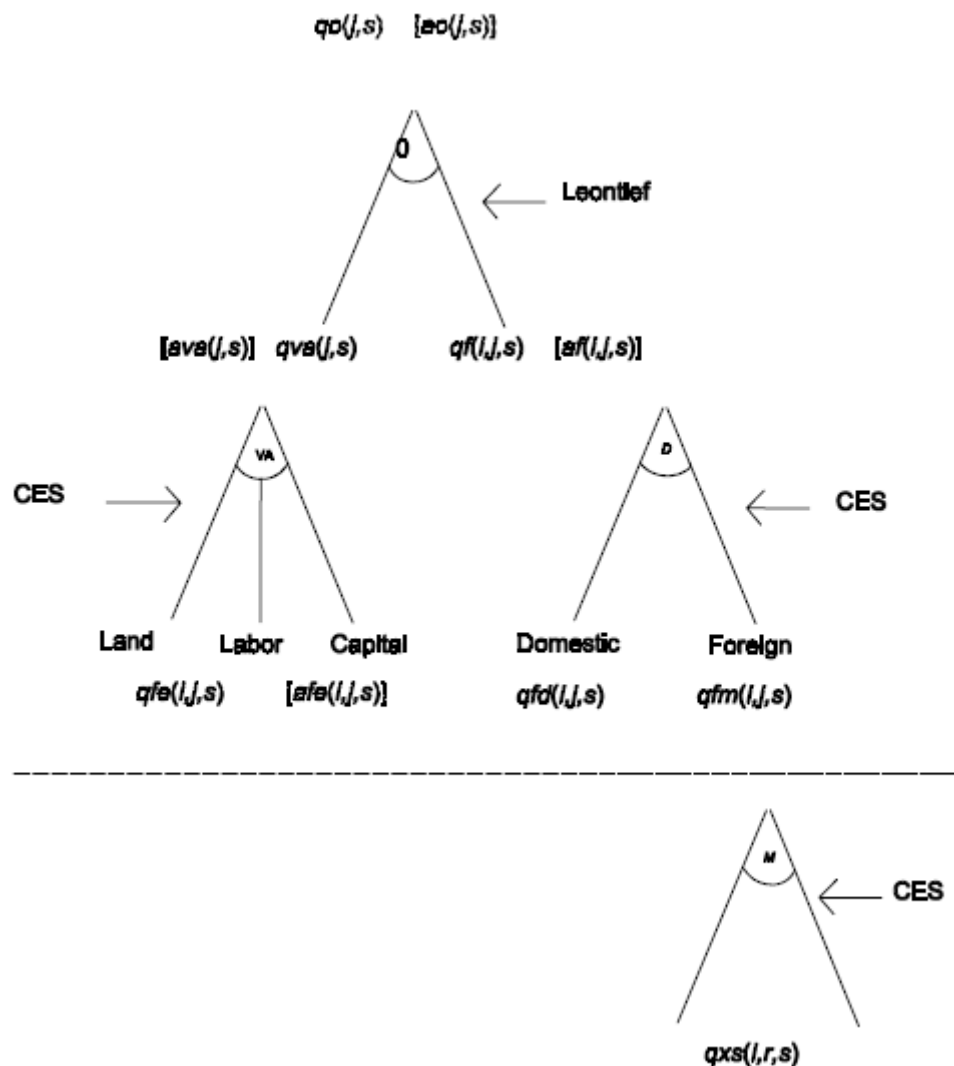 qo(j,s) [ao(j,s)]
0
Leontief
[ava(j,s)] qva(j,s) qf(i,j,s) [af(i,j,s)]
VA D
CES CES
Land Labor Capital Domestic Foreign
qfe(i,j,s) [afe(i,j,s)] qfd(i,j,s) qfm(i,j,s)
M
CES
qxs(i,r,s)